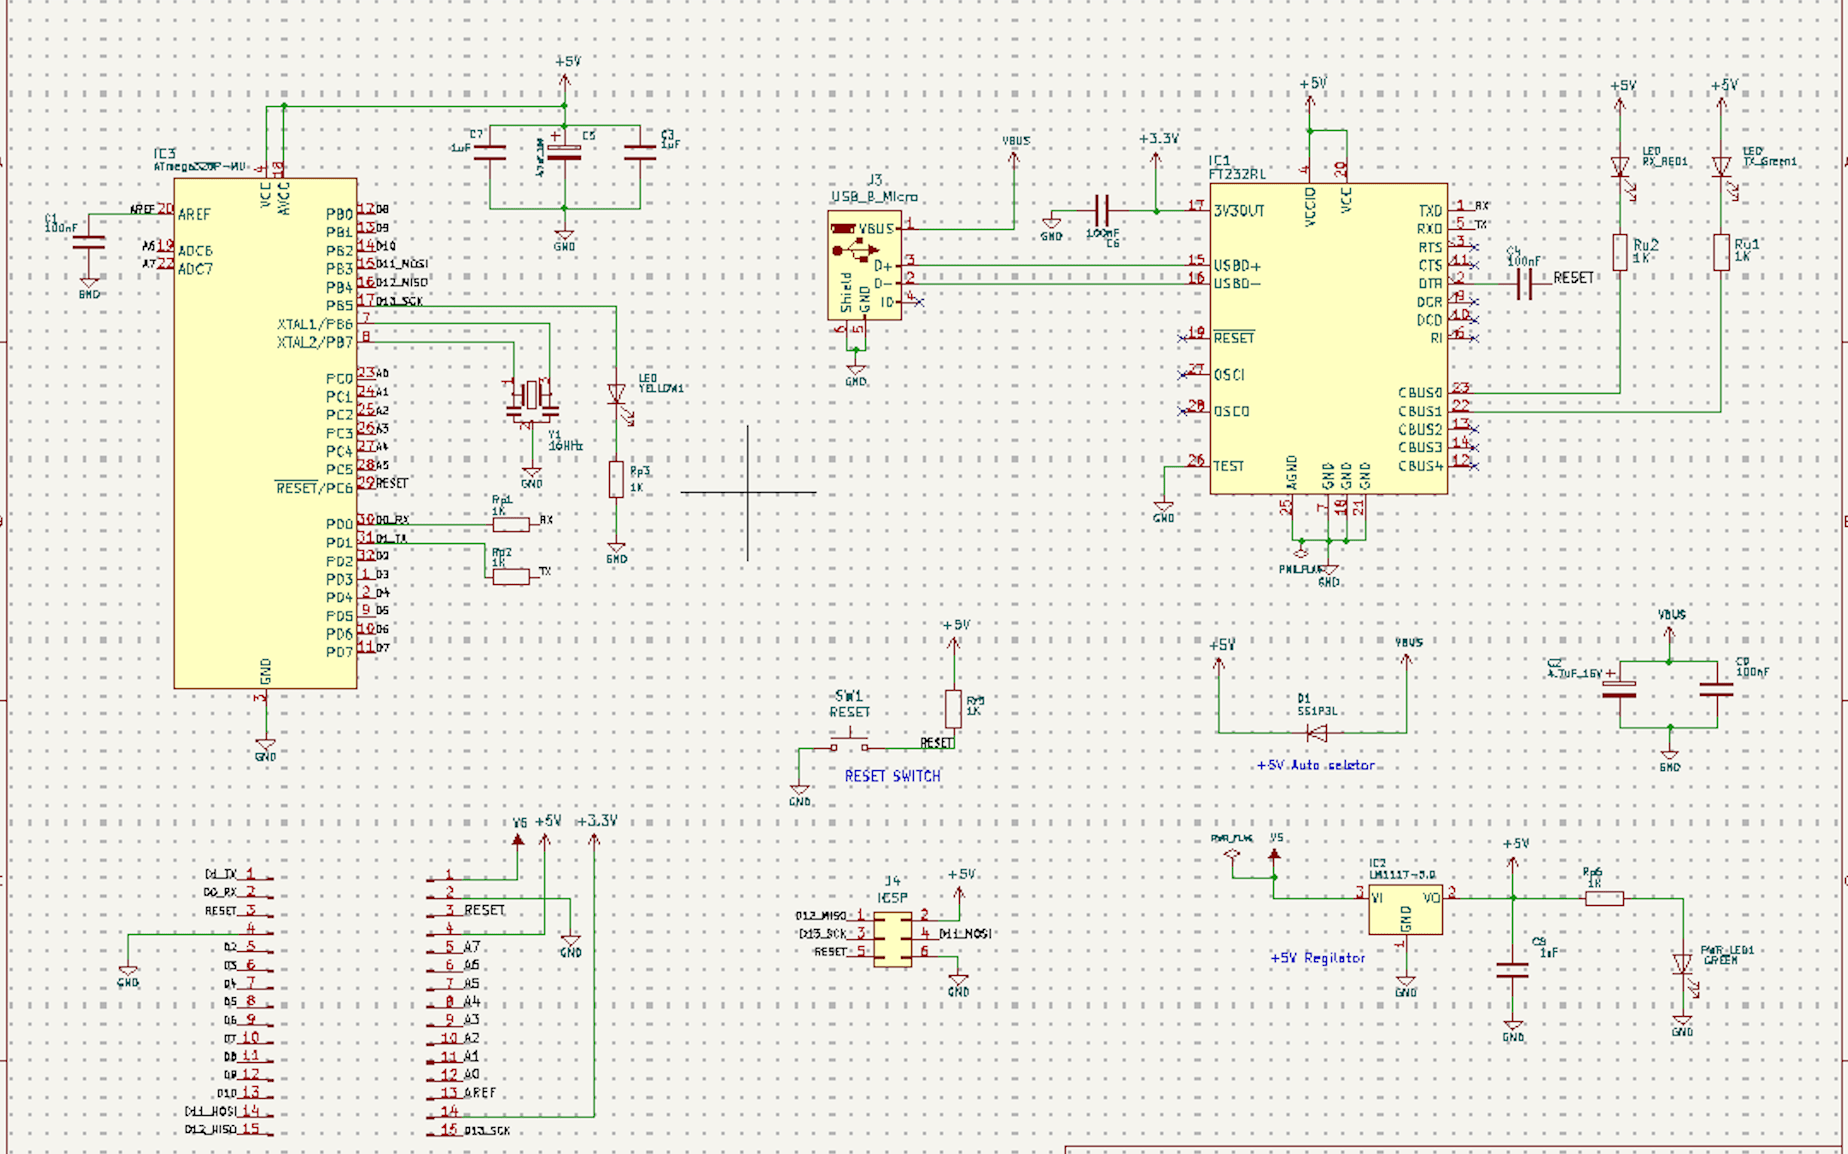 +5V
IC3
ATmega328P-MU
C7
1uF
C5
C3
1uF
4
18
VCC
AVCC
GND
C1
100nF
GND
AREF 20 AREF
A6 19 ADC6
A7 22 ADC7
PB0 12 D8
PB1 13 D9
PB2 14 D10
PB3 15 D11_MOSI
PB4 16 D12_MISO
PB5 17 D13_SCK
XTAL1/PB6 7
XTAL2/PB7 8
PC0 23 A0
PC1 24 A1
PC2 25 A2
PC3 26 A3
PC4 27 A4
PC5 28 A5
RESET/PC6 29 RESET
PD0 30 D0_RX
PD1 31 D1_TX
PD2 32 D2
PD3 1 D3
PD4 2 D4
PD5 9 D5
PD6 10 D6
PD7 11 D7
GND
3
GND
1
3
2
Y1
16MHz
GND
LED
YELLOW1
Rp3
1K
GND
Rp1
1K
RX
Rp2
1K
TX
J3
USB_B_Micro
VBUS
VBUS 1
D+ 3
D- 2
ID 4
Shield
GND
6
5
GND
+3.3V
GND
100nF
C6
+5V
IC1
FT232RL
4
20
VCCIO
VCC
17 3V3OUT
15 USBD+
16 USBD-
19 RESET
27 OSCI
28 OSCO
26 TEST
GND
TXD 1 RX
RXD 5 TX
RTS 3
CTS 11
DTR 2
DCR 9
DCD 10
RI 6
CBUS0 23
CBUS1 22
CBUS2 13
CBUS3 14
CBUS4 12
AGND
GND
GND
GND
25
7
18
21
PWR_FLAG
GND
C4
100nF
RESET
+5V
LED
RX_RED1
Ru2
1K
+5V
LED
TX_Green1
Ru1
1K
+5V
1K
SW1
RESET
RESET
GND
RESET SWITCH
+5V
VBUS
D1
SS1P3L
+5V Auto seletor
VBUS
C2
4.7uF_16V
100nF
GND
+5V
+3.3V
D1_TX 1
D0_RX 2
RESET 3
4
GND
D2 5
D3 6
D4 7
D5 8
D6 9
D7 10
D8 11
D9 12
D10 13
D11_MOSI 14
D12_MISO 15
1
2
3 RESET
4
GND
5 A7
6 A6
7 A5
8 A4
9 A3
10 A2
11 A1
12 A0
13 AREF
14
15 D13_SCK
J4
ICSP
+5V
D12_MISO 1
D13_SCK 3
RESET 5
2
4 D11_MOSI
6
GND
PWR_FLAG
IC2
LM1117-5.0
3 VI
VO 2
GND
1
GND
+5V Reglator
+5V
1uF
GND
1K
PWR-LED1
GREEN
GND